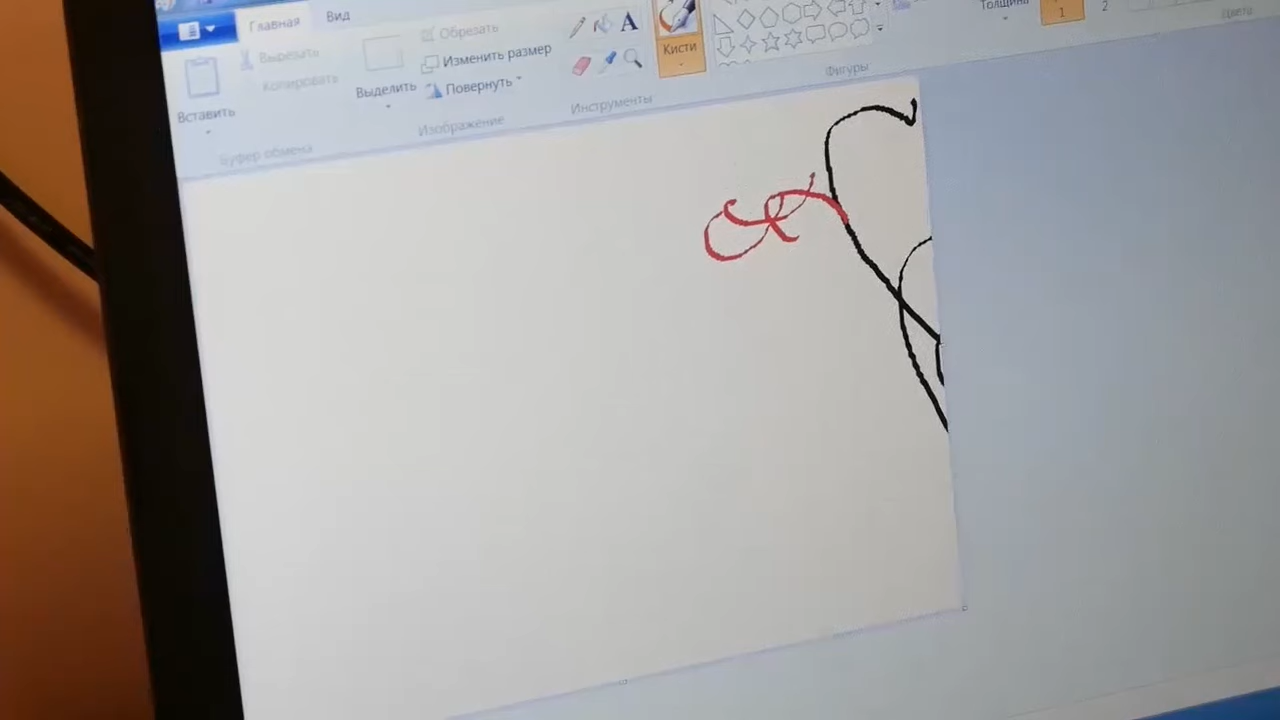 Главная Вид
Вставить
Вырезать
Копировать
Буфер обмена
Выделить
Обрезать
Изменить размер
Повернуть
Изображение
A
Инструменты
Кисти
Фигуры
Толщина
1
2
Цвета